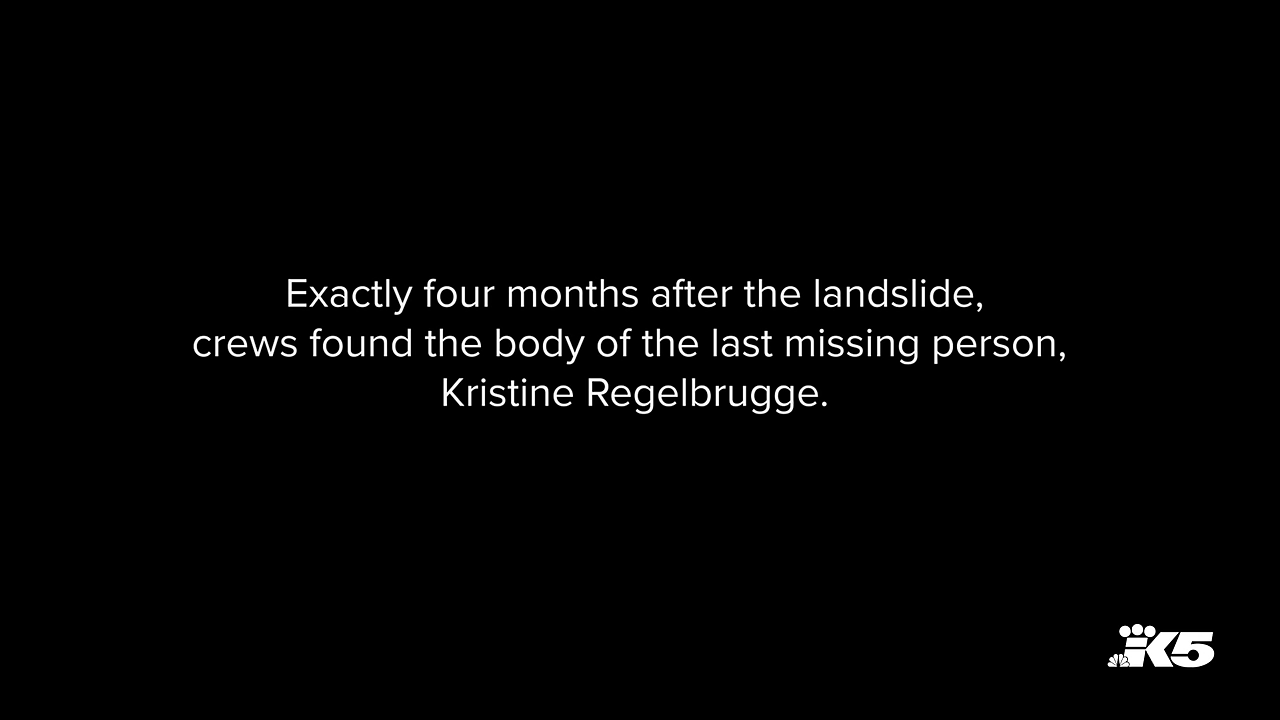 Exactly four months after the landslide,
crews found the body of the last missing person,
Kristine Regelbrugge.
K5